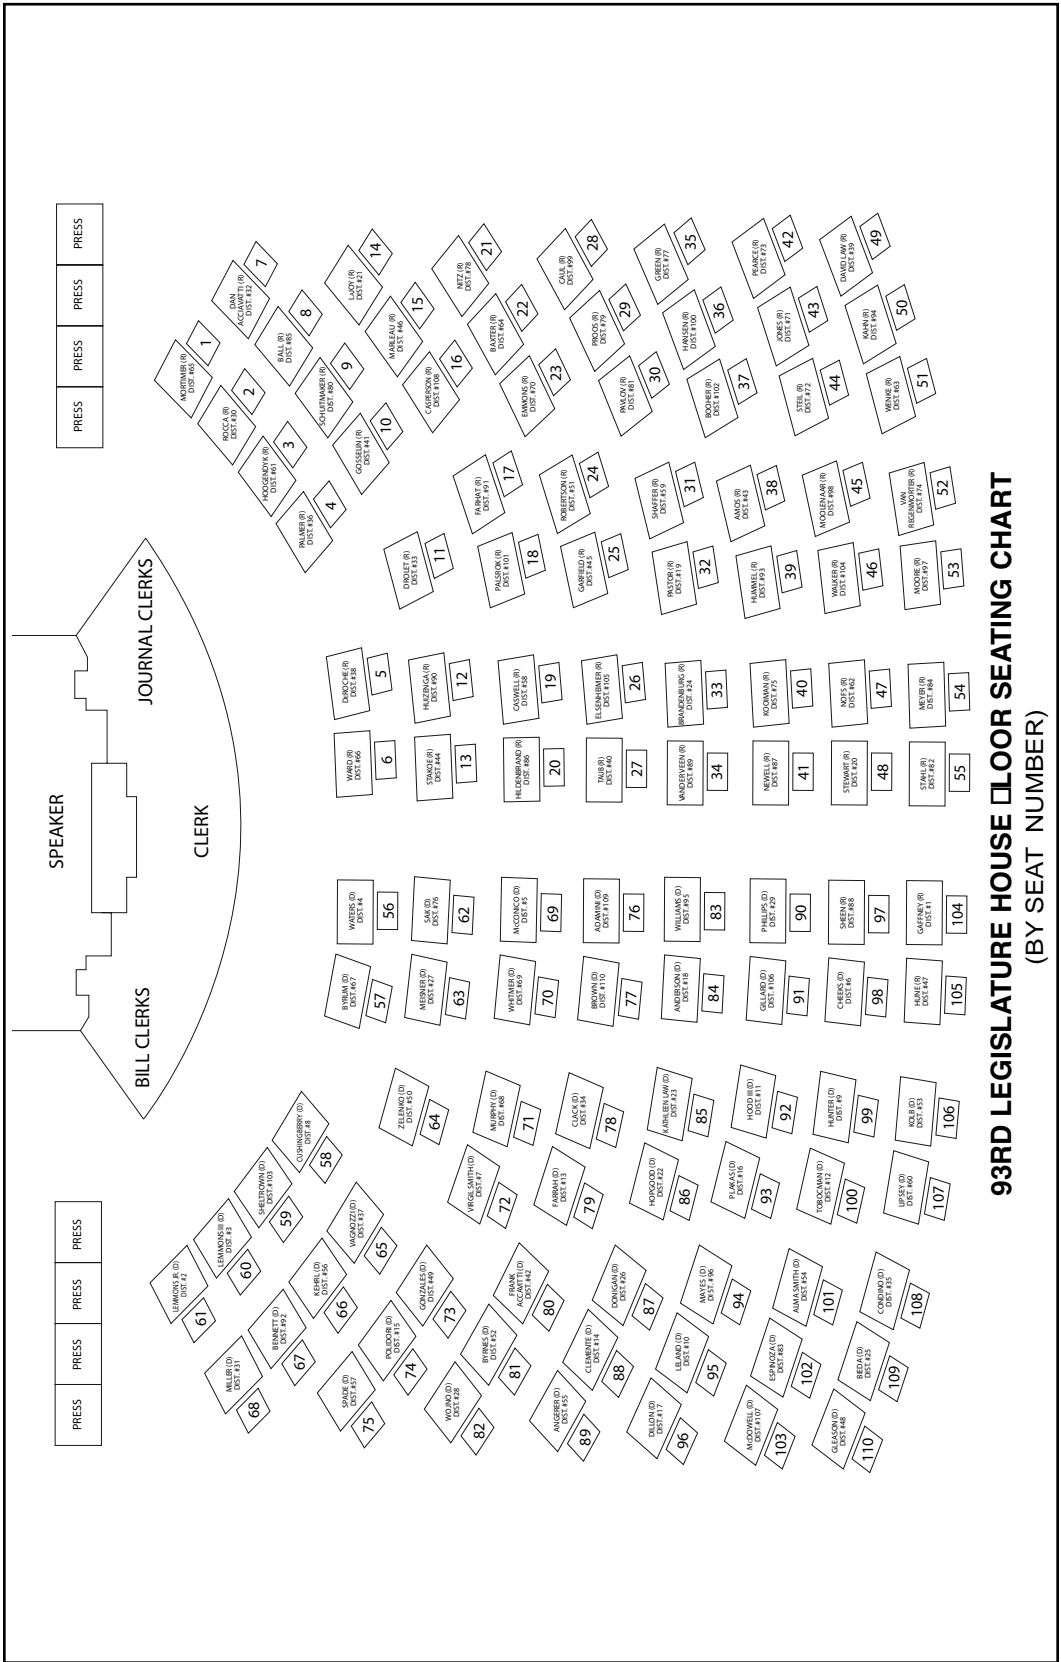 PRESS
PRESS
PRESS
PRESS
PRESS
PRESS
PRESS
PRESS
SPEAKER
BILL CLERKS
CLERK
JOURNAL CLERKS
MORTIMER (R)
DIST.#65
1
ROCCA (R)
DIST.#30
2
HOOGENDYK (R)
DIST.#61
3
PALMER (R)
DIST.#36
4
DeROCHE (R)
DIST.#38
5
WARD (R)
DIST.#66
6
DAN
ACCIAVATTI (R)
DIST.#32
7
BALL (R)
DIST.#85
8
SCHUITMAKER (R)
DIST.#80
9
GOSSELIN (R)
DIST.#41
10
DROLET (R)
DIST.#33
11
HUIZENGA (R)
DIST.#90
12
STAKOE (R)
DIST.#44
13
LaJOY (R)
DIST.#21
14
MARLEAU (R)
DIST.#46
15
CASPERSON (R)
DIST.#108
16
FARHAT (R)
DIST.#91
17
PALSROK (R)
DIST.#101
18
CASWELL (R)
DIST.#58
19
HILDENBRAND (R)
DIST.#86
20
NITZ (R)
DIST.#78
21
BAXTER (R)
DIST.#64
22
EMMONS (R)
DIST.#70
23
ROBERTSON (R)
DIST.#51
24
GARFIELD (R)
DIST.#45
25
ELSENHEIMER (R)
DIST.#105
26
TAUB (R)
DIST.#40
27
CAUL (R)
DIST.#99
28
PROOS (R)
DIST.#79
29
PAVLOV (R)
DIST.#81
30
SHAFFER (R)
DIST.#59
31
PASTOR (R)
DIST.#19
32
BRANDENBURG (R)
DIST.#24
33
VANDERVEEN (R)
DIST.#89
34
GREEN (R)
DIST.#77
35
HANSEN (R)
DIST.#100
36
BOOHER (R)
DIST.#102
37
AMOS (R)
DIST.#43
38
HUMMEL (R)
DIST.#93
39
KOOIMAN (R)
DIST.#75
40
NEWELL (R)
DIST.#87
41
PEARCE (R)
DIST.#73
42
JONES (R)
DIST.#71
43
STEIL (R)
DIST.#72
44
MOOLENAAR (R)
DIST.#98
45
WALKER (R)
DIST.#104
46
NOFS (R)
DIST.#62
47
STEWART (R)
DIST.#20
48
DAVID LAW (R)
DIST.#39
49
KAHN (R)
DIST.#94
50
WENKE (R)
DIST.#63
51
VAN
REGENMORTER (R)
DIST.#74
52
MOORE (R)
DIST.#97
53
MEYER (R)
DIST.#84
54
STAHL (R)
DIST.#82
55
WATERS (D)
DIST.#4
56
BYRUM (D)
DIST.#67
57
CUSHINGBERRY (D)
DIST.#8
58
SHELTROWN (D)
DIST.#103
59
LEMMONS III (D)
DIST.#3
60
LEMMONS JR. (D)
DIST.#2
61
SAK (D)
DIST.#76
62
MEISNER (D)
DIST.#27
63
ZELENKO (D)
DIST.#50
64
VAGNOZZI (D)
DIST.#37
65
KEHRL (D)
DIST.#56
66
BENNETT (D)
DIST.#92
67
MILLER (D)
DIST.#31
68
McCONICO (D)
DIST.#5
69
WHITMER (D)
DIST.#69
70
MURPHY (D)
DIST.#68
71
VIRGIL SMITH (D)
DIST.#7
72
GONZALES (D)
DIST.#49
73
POLIDORI (D)
DIST.#15
74
SPADE (D)
DIST.#57
75
ADAMINI (D)
DIST.#109
76
BROWN (D)
DIST.#110
77
CLACK (D)
DIST.#34
78
FARRAH (D)
DIST.#13
79
FRANK
ACCAVITTI (D)
DIST.#42
80
BYRNES (D)
DIST.#52
81
WOJNO (D)
DIST.#28
82
WILLIAMS (D)
DIST.#95
83
ANDERSON (D)
DIST.#18
84
KATHLEEN LAW (D)
DIST.#23
85
HOPGOOD (D)
DIST.#22
86
DONIGAN (D)
DIST.#26
87
CLEMENTE (D)
DIST.#14
88
ANGERER (D)
DIST.#55
89
PHILLIPS (D)
DIST.#29
90
GILLARD (D)
DIST.#106
91
HOOD III (D)
DIST.#11
92
PLAKAS (D)
DIST.#16
93
MAYES (D)
DIST.#96
94
LELAND (D)
DIST.#10
95
DILLON (D)
DIST.#17
96
SHEEN (R)
DIST.#88
97
CHEEKS (D)
DIST.#6
98
HUNTER (D)
DIST.#9
99
TOBOCMAN (D)
DIST.#12
100
ALMA SMITH (D)
DIST.#54
101
ESPINOZA (D)
DIST.#83
102
McDOWELL (D)
DIST.#107
103
GAFFNEY (R)
DIST.#1
104
HUNE (R)
DIST.#47
105
KOLB (D)
DIST.#53
106
LIPSEY (D)
DIST.#60
107
CONDINO (D)
DIST.#35
108
BIEDA (D)
DIST.#25
109
GLEASON (D)
DIST.#48
110
93RD LEGISLATURE HOUSE □LOOR SEATING CHART
(BY SEAT NUMBER)